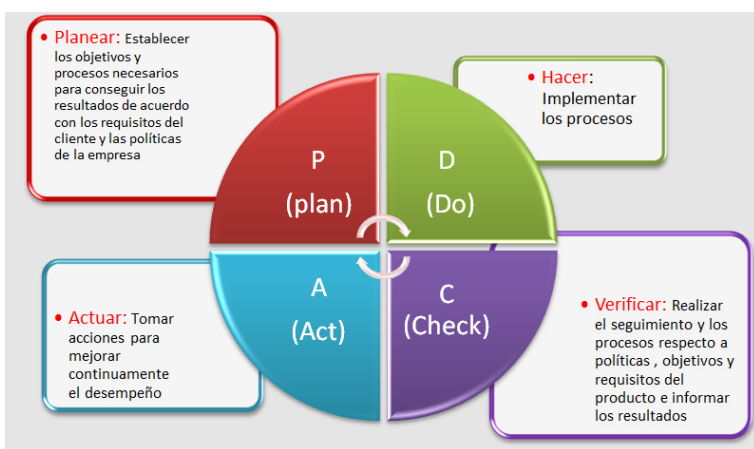 • Planear: Establecer
los objetivos y
procesos necesarios
para conseguir los
resultados de acuerdo
con los requisitos del
cliente y las políticas
de la empresa
• Hacer:
Implementar
los procesos
P
(plan)
D
(Do)
A
(Act)
C
(Check)
• Actuar: Tomar
acciones para
mejorar
continuamente
el desempeño
• Verificar: Realizar
el seguimiento y los
procesos respecto a
políticas , objetivos y
requisitos del
producto e informar
los resultados